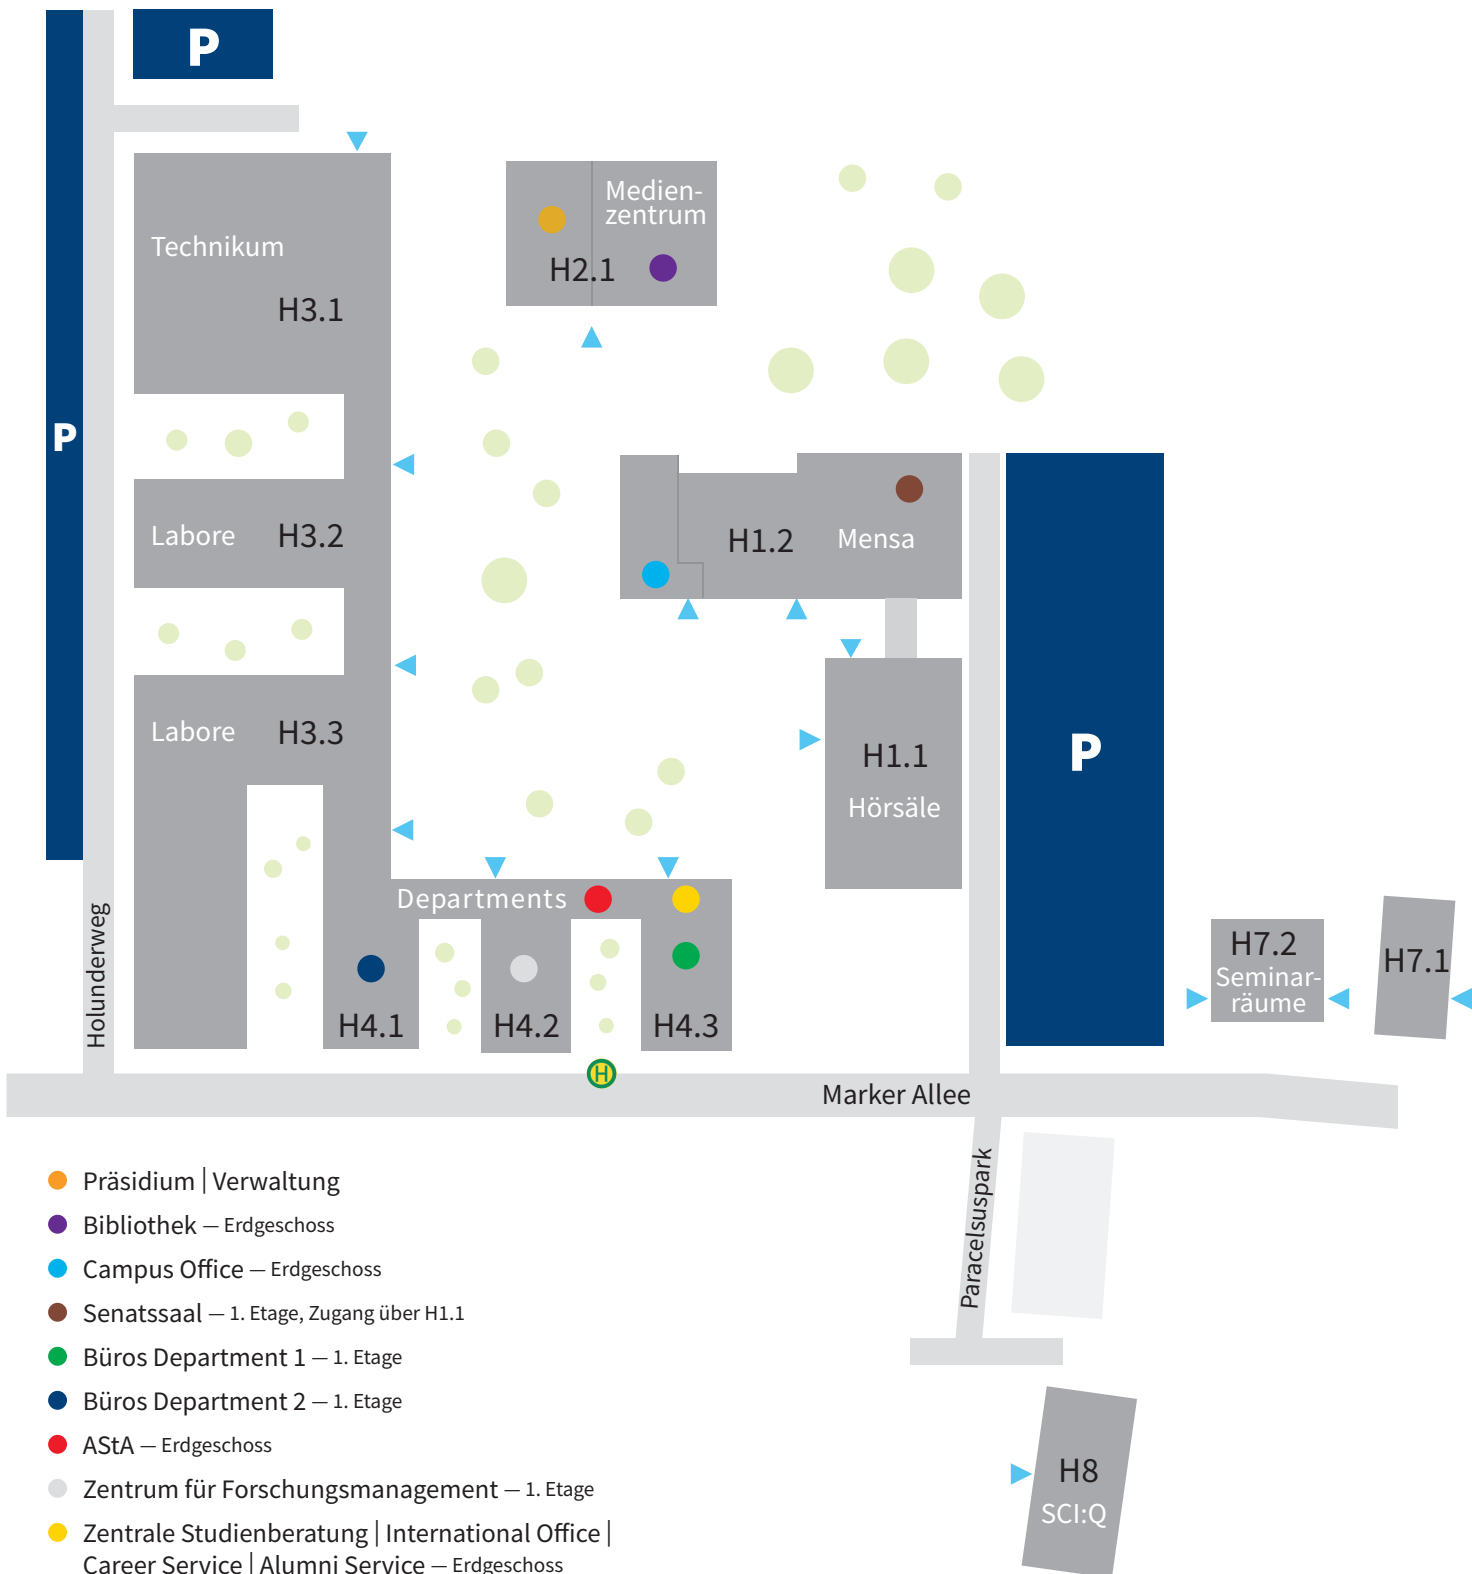 P
Technikum
H3.1
Medien-
zentrum
H2.1
P
Labore
H3.2
H1.2
Mensa
Labore
H3.3
H1.1
Hörsäle
P
Departments
H4.1
H4.2
H4.3
H7.2
Seminar-
räume
H7.1
Holunderweg
H
Marker Allee
Paracelsuspark
Präsidium | Verwaltung
Bibliothek — Erdgeschoss
Campus Office — Erdgeschoss
Senatssaal — 1. Etage, Zugang über H1.1
Büros Department 1 — 1. Etage
Büros Department 2 — 1. Etage
AStA — Erdgeschoss
Zentrum für Forschungsmanagement — 1. Etage
Zentrale Studienberatung | International Office |
Career Service | Alumni Service — Erdgeschoss
H8
SCI:Q